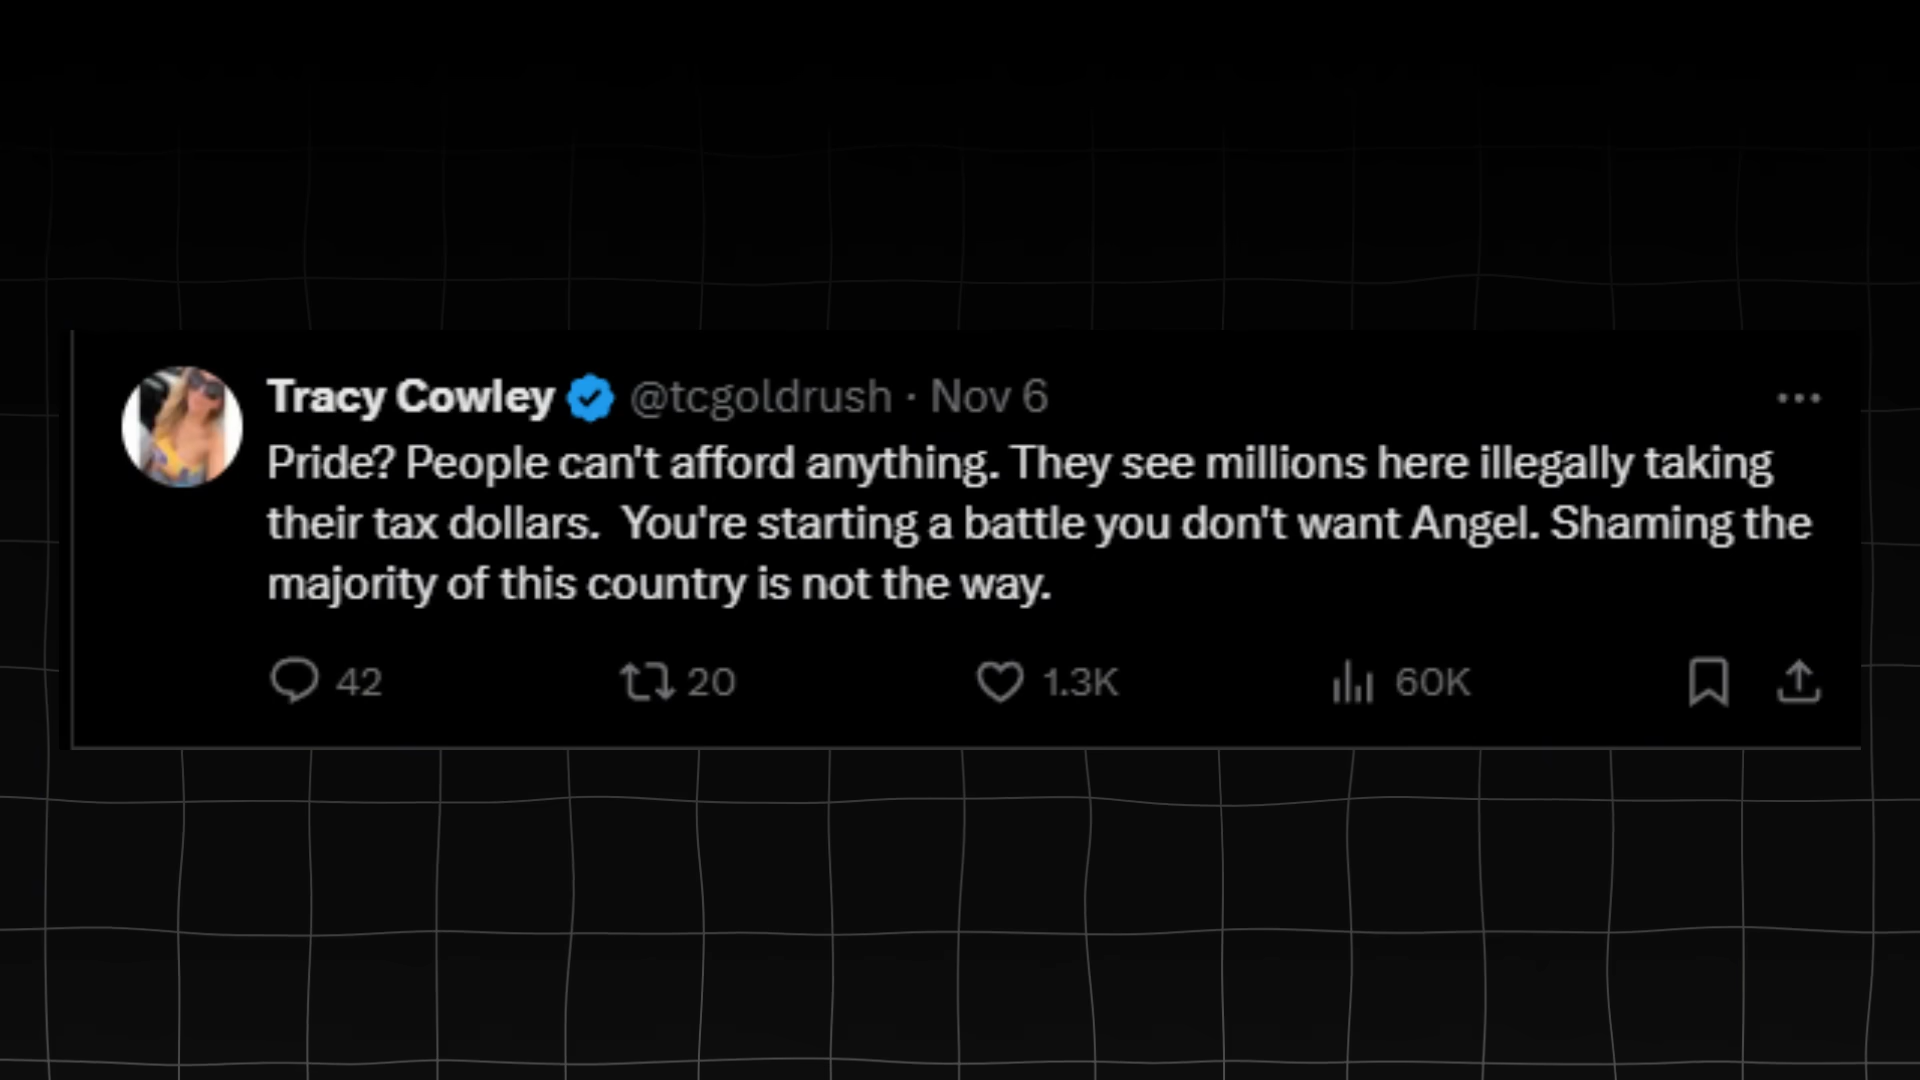 Tracy Cowley @tcgoldrush · Nov 6
Pride? People can't afford anything. They see millions here illegally taking
their tax dollars.  You're starting a battle you don't want Angel. Shaming the
majority of this country is not the way.
42 20 1.3K 60K